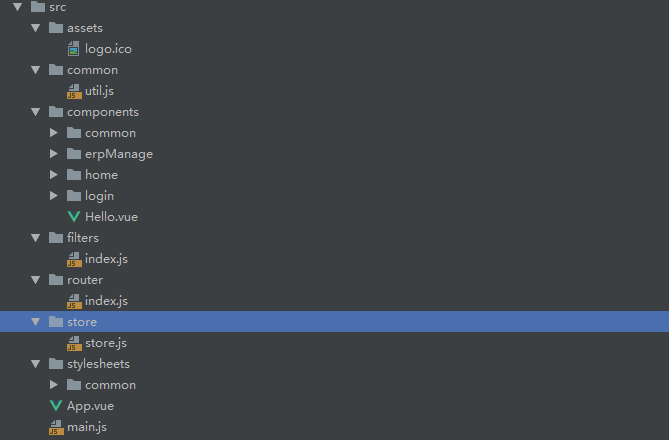 src
assets
logo.ico
common
util.js
components
common
erpManage
home
login
Hello.vue
filters
index.js
router
index.js
store
store.js
stylesheets
common
App.vue
main.js